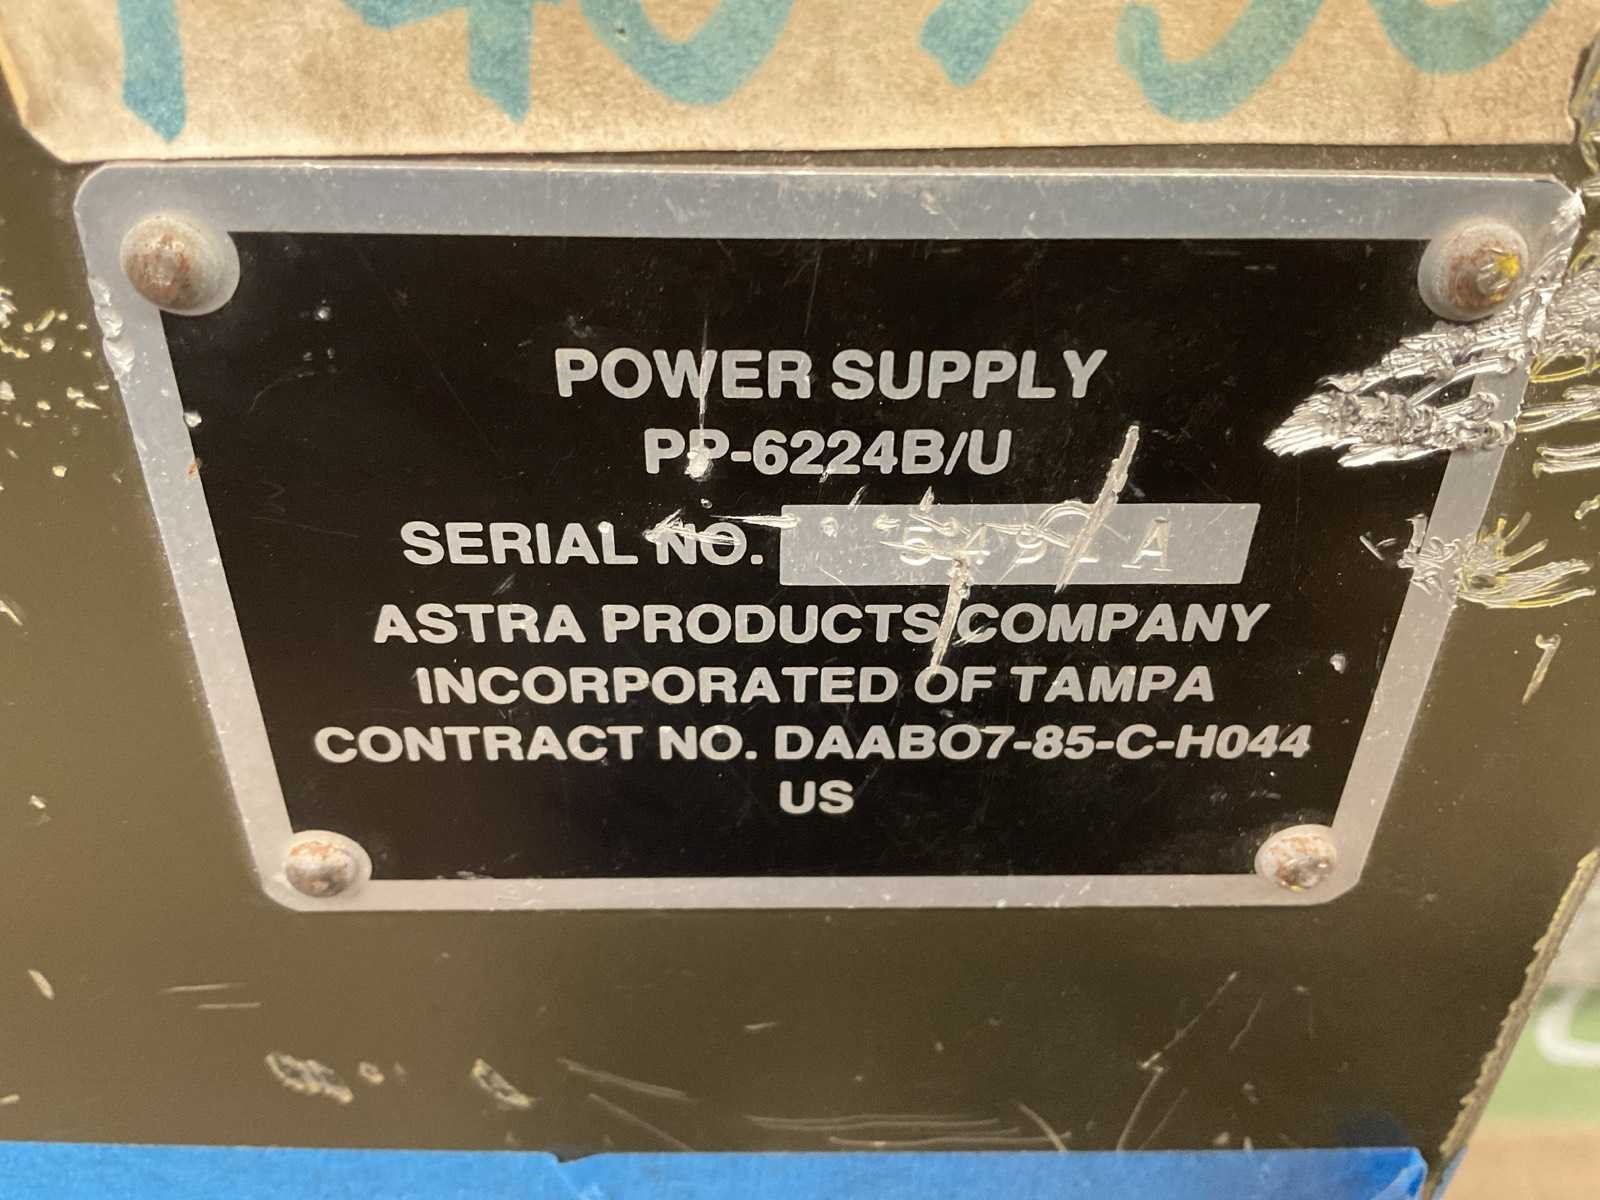 POWER SUPPLY
PP-6224B/U
SERIAL NO.
ASTRA PRODUCTS COMPANY
INCORPORATED OF TAMPA
CONTRACT NO. DAABO7-85-C-H044
US